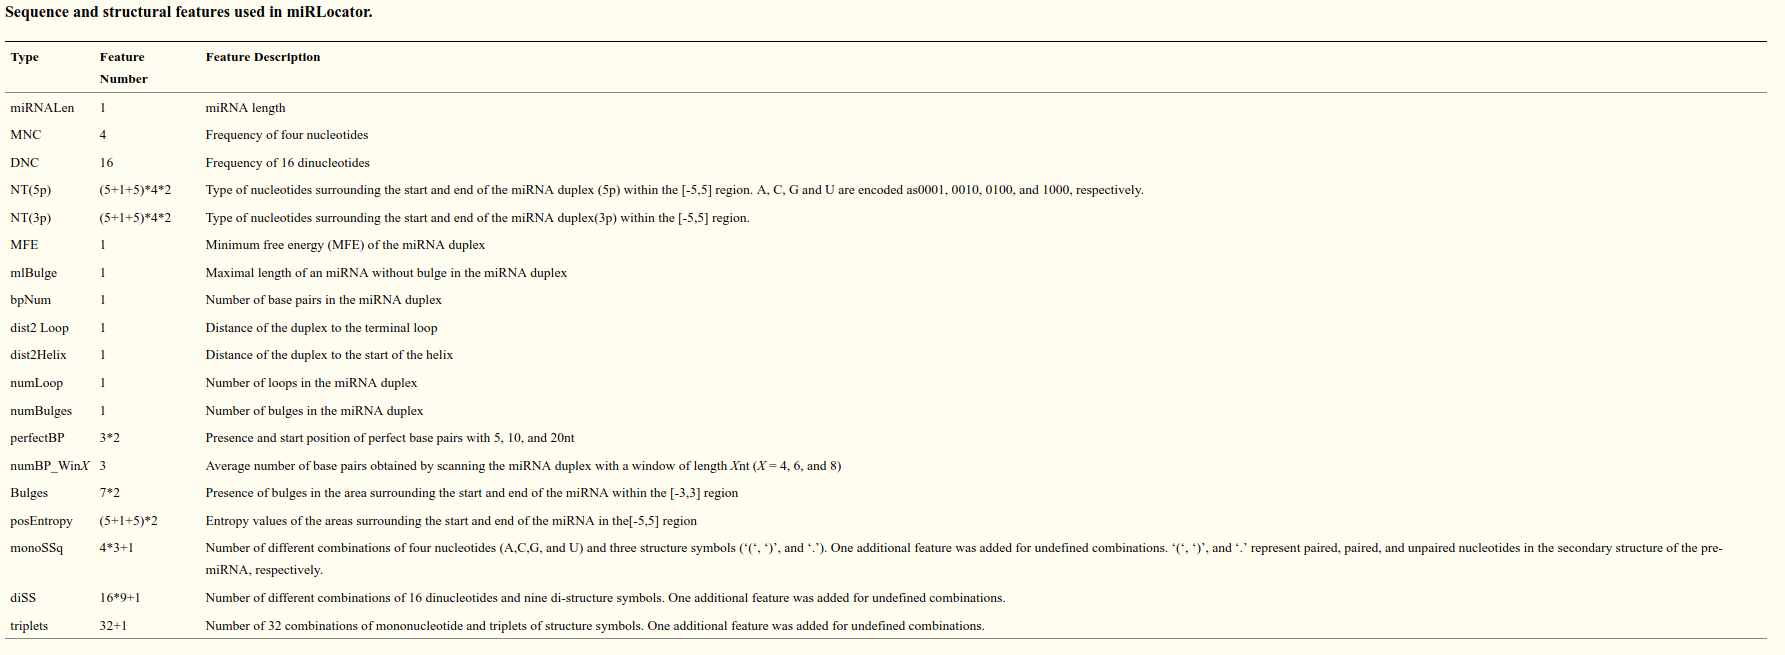 Sequence and structural features used in miRLocator.
Type Feature Number Feature Description
miRNALen 1 miRNA length
MNC 4 Frequency of four nucleotides
DNC 16 Frequency of 16 dinucleotides
NT(5p) (5+1+5)*4*2 Type of nucleotides surrounding the start and end of the miRNA duplex (5p) within the [-5,5] region. A, C, G and U are encoded as0001, 0010, 0100, and 1000, respectively.
NT(3p) (5+1+5)*4*2 Type of nucleotides surrounding the start and end of the miRNA duplex(3p) within the [-5,5] region.
MFE 1 Minimum free energy (MFE) of the miRNA duplex
mlBulge 1 Maximal length of an miRNA without bulge in the miRNA duplex
bpNum 1 Number of base pairs in the miRNA duplex
dist2 Loop 1 Distance of the duplex to the terminal loop
dist2Helix 1 Distance of the duplex to the start of the helix
numLoop 1 Number of loops in the miRNA duplex
numBulges 1 Number of bulges in the miRNA duplex
perfectBP 3*2 Presence and start position of perfect base pairs with 5, 10, and 20nt
numBP_WinX 3 Average number of base pairs obtained by scanning the miRNA duplex with a window of length Xnt (X = 4, 6, and 8)
Bulges 7*2 Presence of bulges in the area surrounding the start and end of the miRNA within the [-3,3] region
posEntropy (5+1+5)*2 Entropy values of the areas surrounding the start and end of the miRNA in the[-5,5] region
monoSSq 4*3+1 Number of different combinations of four nucleotides (A,C,G, and U) and three structure symbols (‘(‘, ‘)’, and ‘.’). One additional feature was added for undefined combinations. ‘(‘, ‘)’, and ‘.’ represent paired, paired, and unpaired nucleotides in the secondary structure of the pre-
miRNA, respectively.
diSS 16*9+1 Number of different combinations of 16 dinucleotides and nine di-structure symbols. One additional feature was added for undefined combinations.
triplets 32+1 Number of 32 combinations of mononucleotide and triplets of structure symbols. One additional feature was added for undefined combinations.